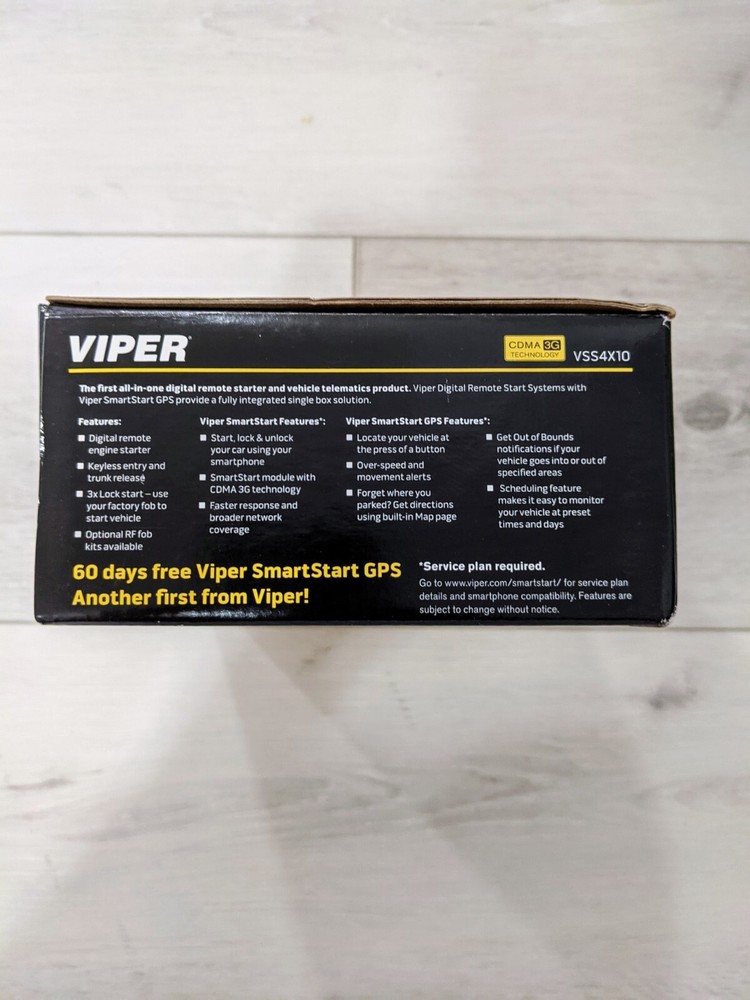 VIPER
CDMA 3G
TECHNOLOGY
VSS4X10
The first all-in-one digital remote starter and vehicle telematics product. Viper Digital Remote Start Systems with
Viper SmartStart GPS provide a fully integrated single box solution.
Features:
Digital remote
engine starter
Keyless entry and
trunk release
3x Lock start – use
your factory fob to
start vehicle
Optional RF fob
kits available
Viper SmartStart Features*:
Start, lock & unlock
your car using your
smartphone
SmartStart module with
CDMA 3G technology
Faster response and
broader network
coverage
Viper SmartStart GPS Features*:
Locate your vehicle at
the press of a button
Over-speed and
movement alerts
Forget where you
parked? Get directions
using built-in Map page
Get Out of Bounds
notifications if your
vehicle goes into or out of
specified areas
Scheduling feature
makes it easy to monitor
your vehicle at preset
times and days
60 days free Viper SmartStart GPS
Another first from Viper!
*Service plan required.
Go to www.viper.com/smartstart/ for service plan
details and smartphone compatibility. Features are
subject to change without notice.